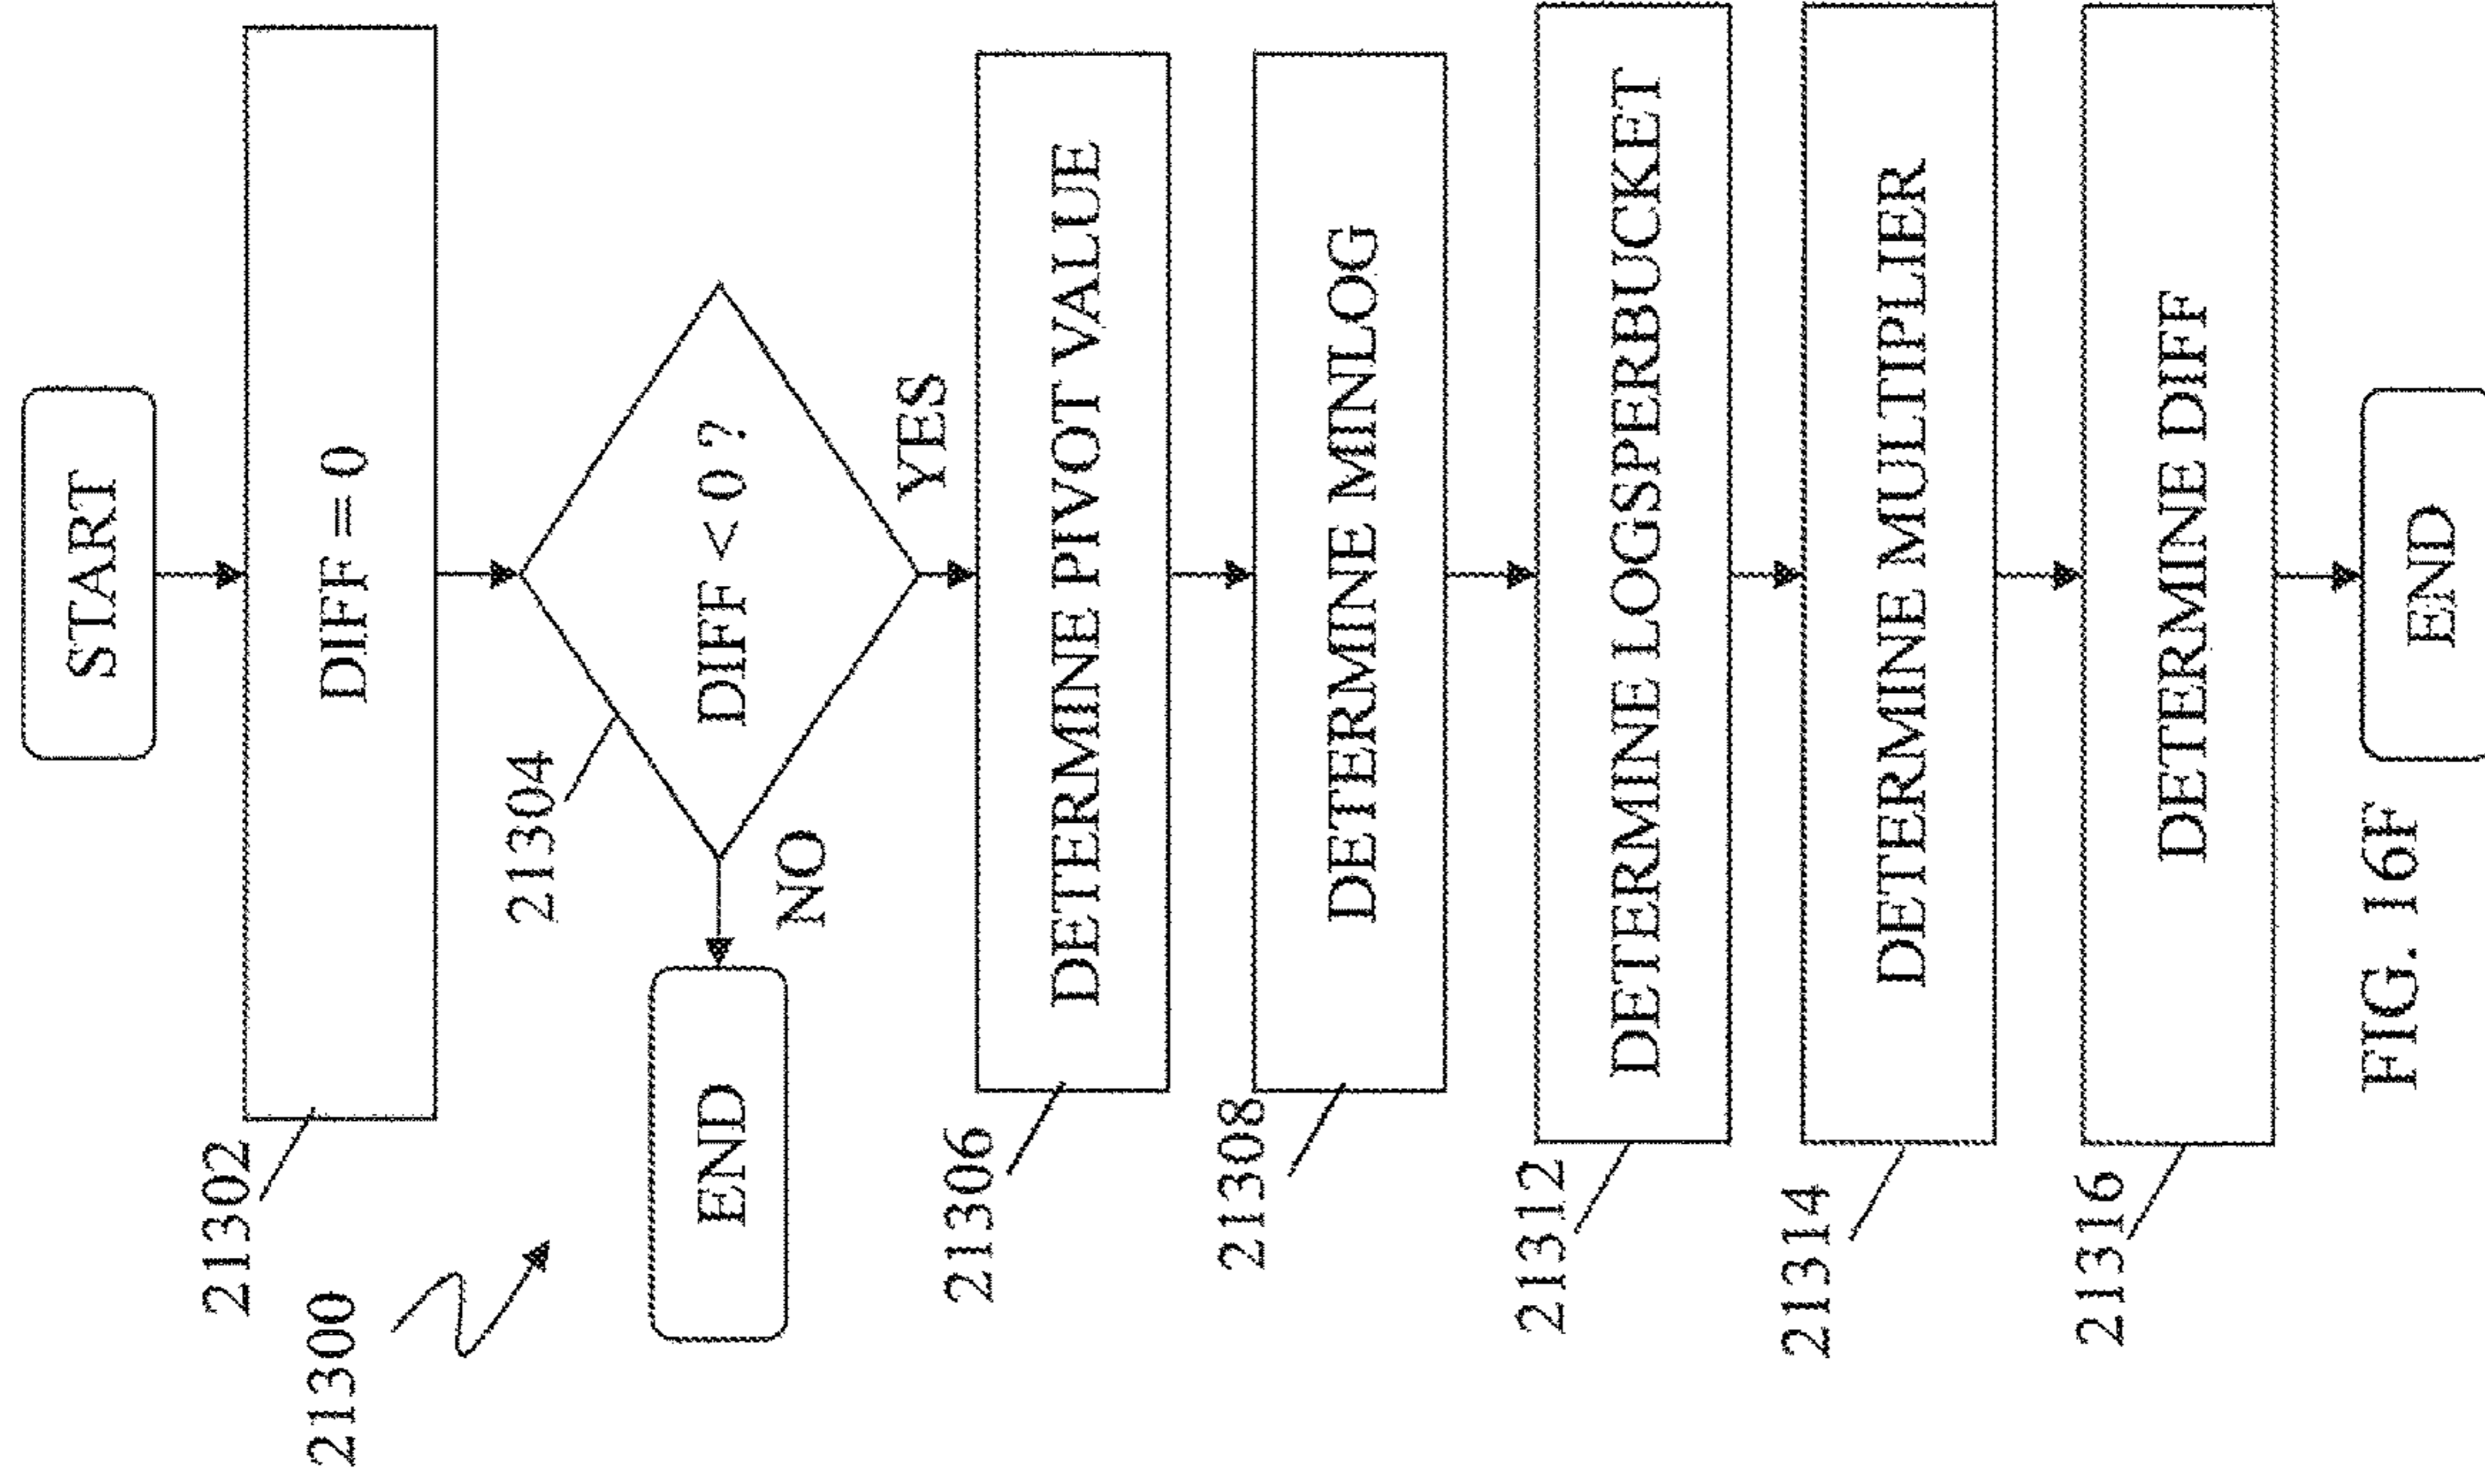 START
21302
DIFF = 0
21300
21304
DIFF < 0 ?
NO
END
YES
21306
DETERMINE PIVOT VALUE
21308
DETERMINE MINLOG
21312
DETERMINE LOGSPERBUCKET
21314
DETERMINE MULTIPLIER
21316
DETERMINE DIFF
END
FIG. 16F